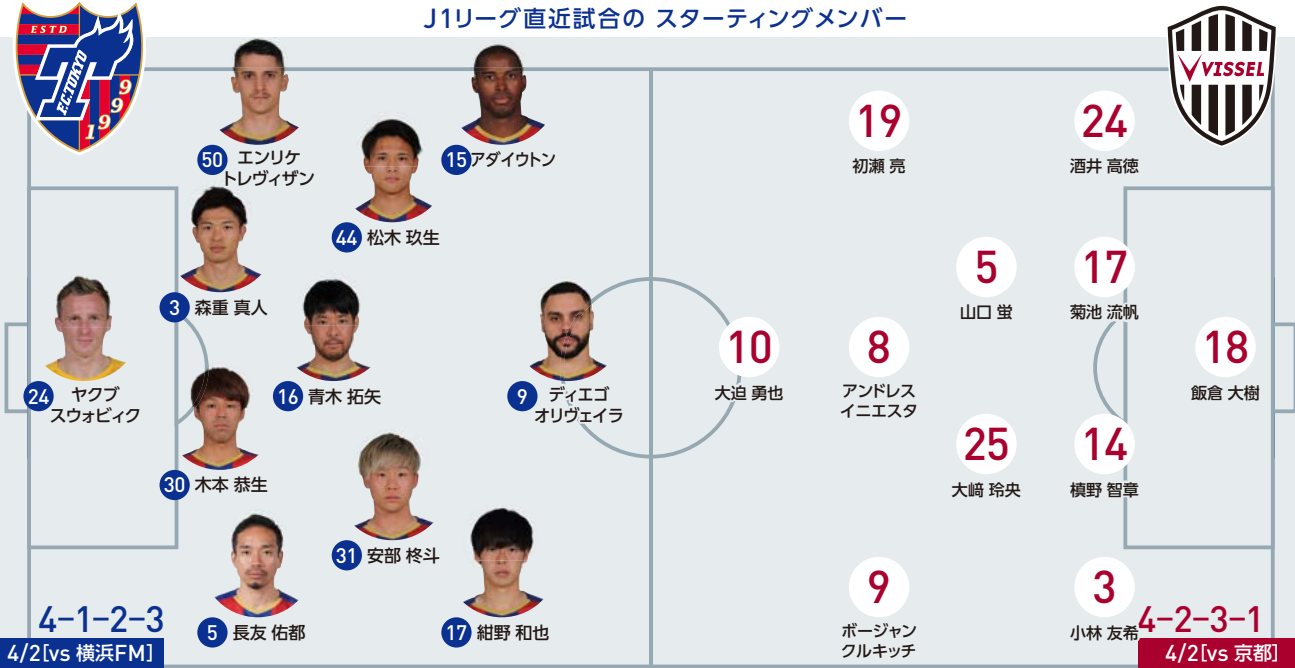 J1リーグ直近試合の スターティングメンバー
ESTD
F.C.TOKYO
1999
VISSEL
50 エンリケ
トレヴィザン
15 アダイウトン
44 松木 玖生
3 森重 真人
24 ヤクブ
スウォビィク
16 青木 拓矢
9 ディエゴ
オリヴェイラ
30 木本 恭生
31 安部 柊斗
5 長友 佑都
17 紺野 和也
4-1-2-3
4/2[vs 横浜FM]
19
初瀬 亮
24
酒井 高徳
5
山口 蛍
17
菊池 流帆
10
大迫 勇也
8
アンドレス
イニエスタ
18
飯倉 大樹
25
大﨑 玲央
14
槙野 智章
9
ボージャン
クルキッチ
3
小林 友希
4-2-3-1
4/2[vs 京都]